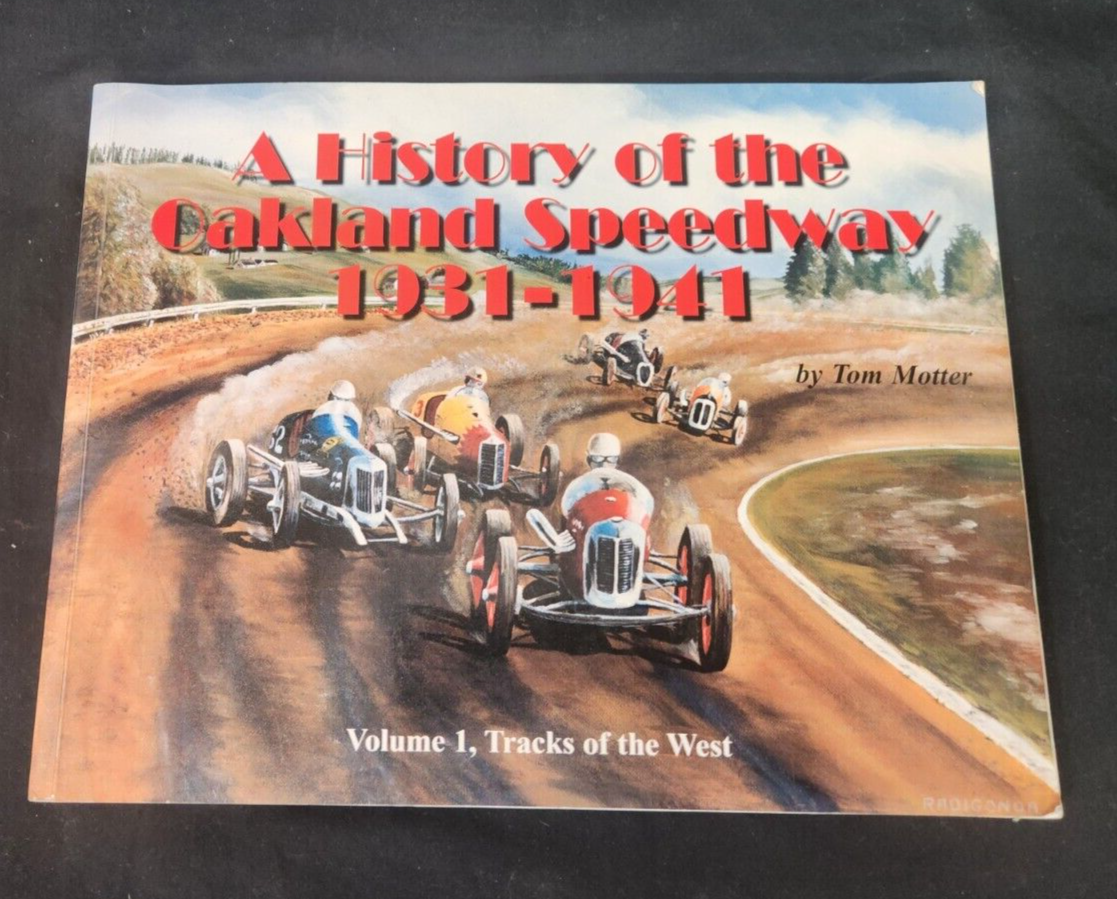 A History of the
Oakland Speedway
1931-1941
by Tom Motter
Volume 1, Tracks of the West